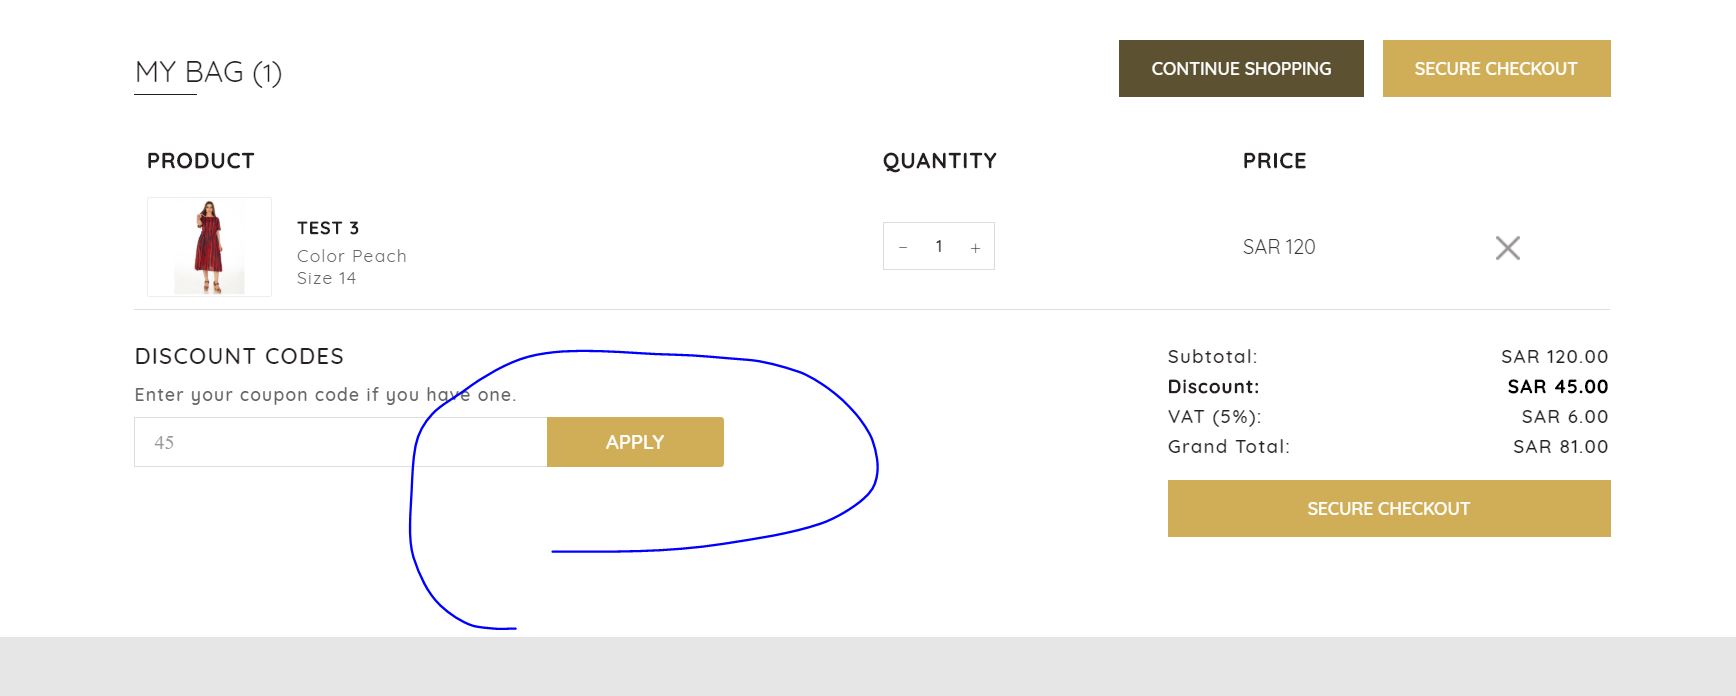 MY BAG (1)
CONTINUE SHOPPING
SECURE CHECKOUT
PRODUCT
QUANTITY
PRICE
TEST 3
Color Peach
Size 14
− 1 +
SAR 120
DISCOUNT CODES
Enter your coupon code if you have one.
45
APPLY
Subtotal: SAR 120.00
Discount: SAR 45.00
VAT (5%): SAR 6.00
Grand Total: SAR 81.00
SECURE CHECKOUT